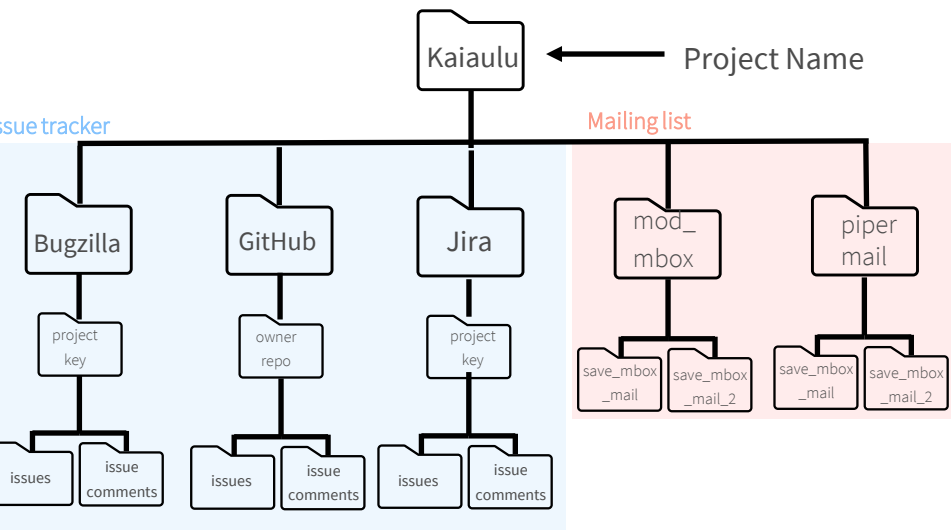 Kaiaulu
Project Name
ssue tracker
Mailing list
Bugzilla
GitHub
Jira
mod_
mbox
piper
mail
project
key
owner
repo
project
key
save_mbox
_mail
save_mbox
_mail_2
save_mbox
_mail
save_mbox
_mail_2
issues
issue
comments
issues
issue
comments
issues
issue
comments